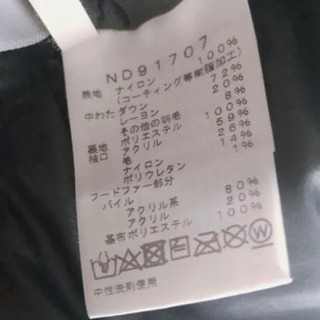 ND91707
表地 ナイロン 100%
(コーティング等樹脂加工)
中わた ダウン 72%
レーヨン 20%
その他の羽毛 8%
裏地 ポリエステル 100%
袖口 アクリル 59%
毛 26%
ナイロン 14%
ポリウレタン 1%
フードファー部分
パイル
アクリル系 80%
アクリル 20%
基布ポリエステル 100%
中性洗剤使用